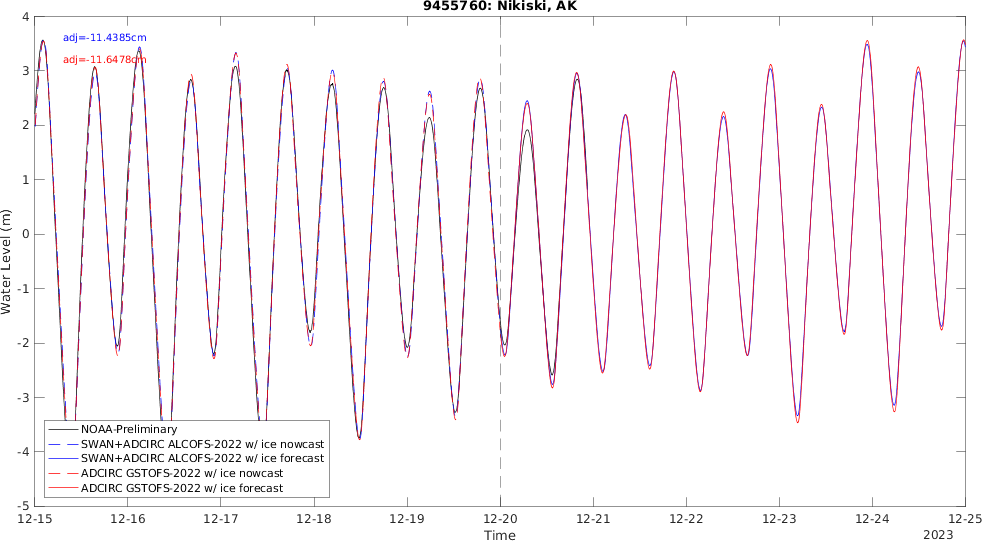 9455760: Nikiski, AK
adj=-11.4385cm
adj=-11.6478cm
4
3
2
1
0
-1
-2
-3
-4
-5
Water Level (m)
NOAA-Preliminary
SWAN+ADCIRC ALCOFS-2022 w/ ice nowcast
SWAN+ADCIRC ALCOFS-2022 w/ ice forecast
ADCIRC GSTOFS-2022 w/ ice nowcast
ADCIRC GSTOFS-2022 w/ ice forecast
12-15 12-16 12-17 12-18 12-19 12-20 12-21 12-22 12-23 12-24 12-25
Time
2023